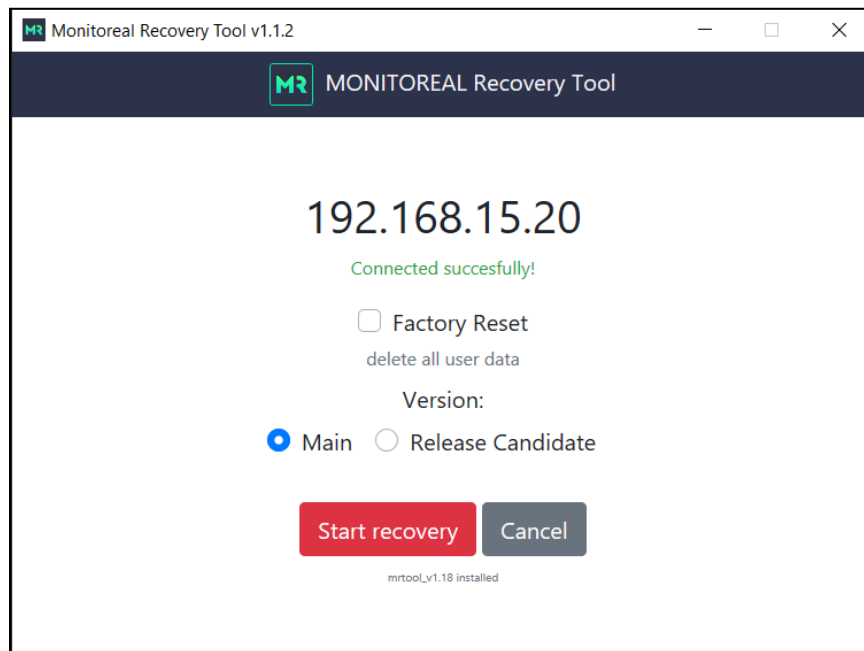 MR Monitoreal Recovery Tool v1.1.2
MR MONITOREAL Recovery Tool
192.168.15.20
Connected succesfully!
Factory Reset
delete all user data
Version:
Main Release Candidate
Start recovery Cancel
mrtool_v1.18 installed